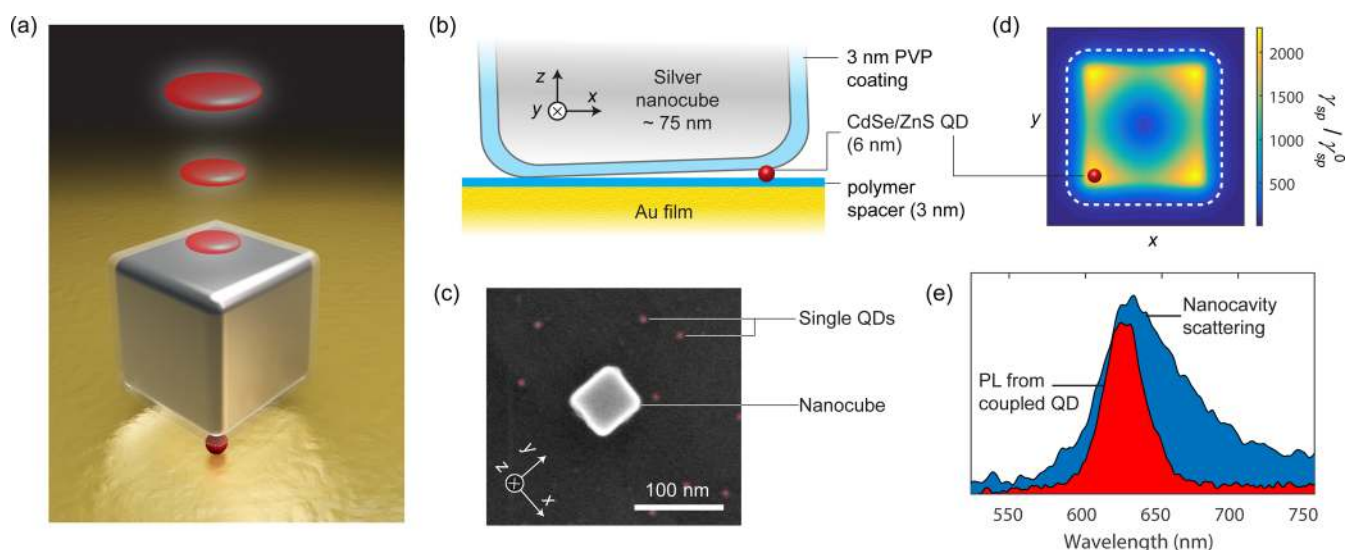 (a)
(b)
z
y
x
Silver
nanocube
~ 75 nm
3 nm PVP
coating
CdSe/ZnS QD
(6 nm)
polymer
spacer (3 nm)
Au film
(c)
Single QDs
Nanocube
y
z
x
100 nm
(d)
y
x
2000
1500
1000
500
γsp / γ⁰sp
(e)
Nanocavity
scattering
PL from
coupled QD
550 600 650 700 750
Wavelength (nm)